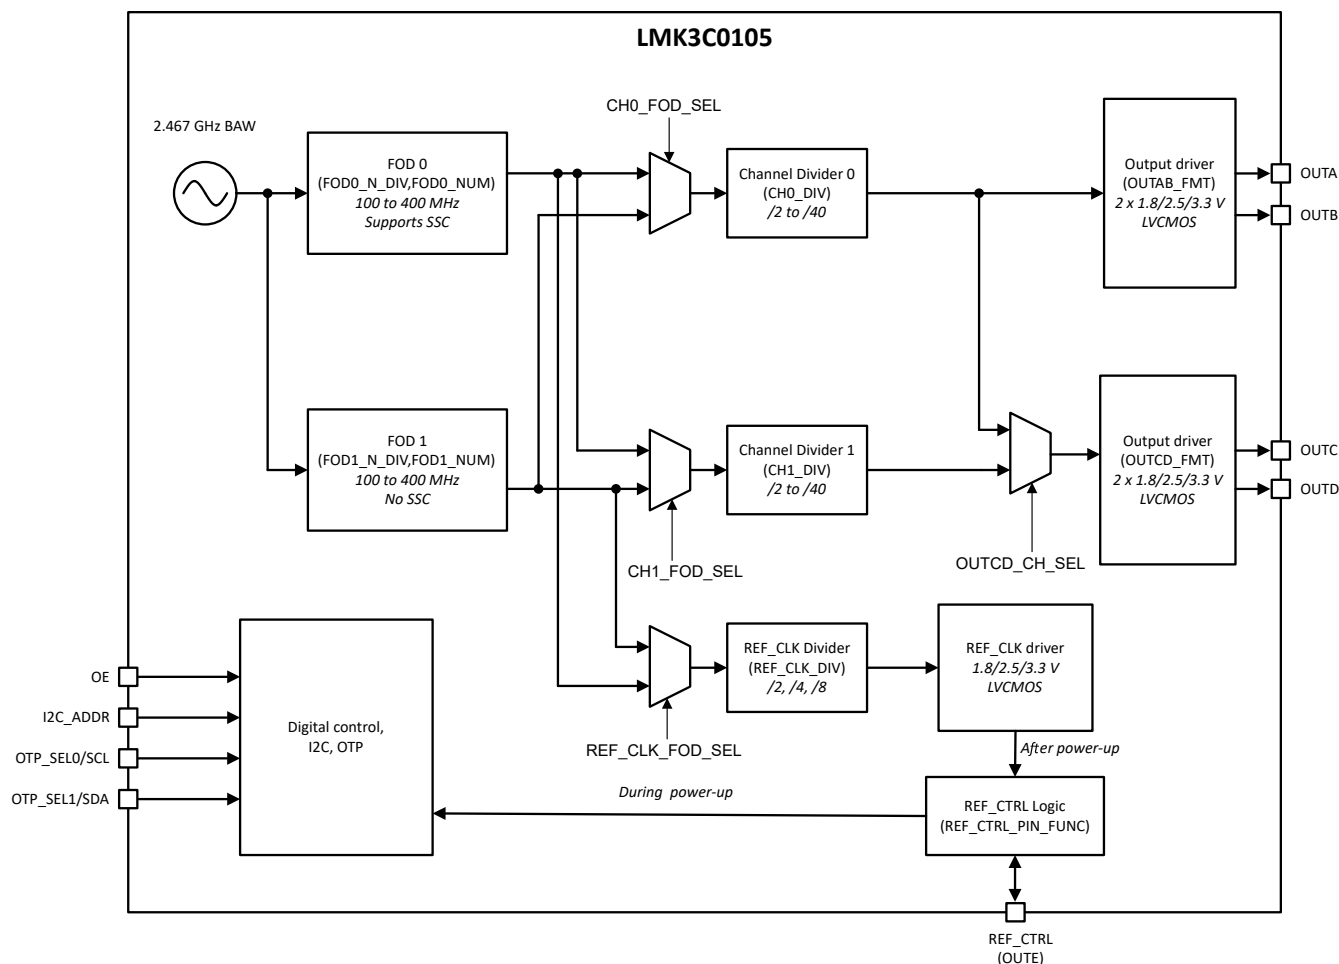 LMK3C0105
CH0_FOD_SEL
2.467 GHz BAW
FOD 0
(FOD0_N_DIV,FOD0_NUM)
100 to 400 MHz
Supports SSC
Channel Divider 0
(CH0_DIV)
/2 to /40
Output driver
(OUTAB_FMT)
2 x 1.8/2.5/3.3 V
LVCMOS
OUTA
OUTB
FOD 1
(FOD1_N_DIV,FOD1_NUM)
100 to 400 MHz
No SSC
Channel Divider 1
(CH1_DIV)
/2 to /40
Output driver
(OUTCD_FMT)
2 x 1.8/2.5/3.3 V
LVCMOS
OUTC
OUTD
CH1_FOD_SEL
OUTCD_CH_SEL
REF_CLK Divider
(REF_CLK_DIV)
/2, /4, /8
REF_CLK driver
1.8/2.5/3.3 V
LVCMOS
OE
I2C_ADDR
OTP_SEL0/SCL
OTP_SEL1/SDA
Digital control,
I2C, OTP
REF_CLK_FOD_SEL
After power-up
During power-up
REF_CTRL Logic
(REF_CTRL_PIN_FUNC)
REF_CTRL
(OUTE)